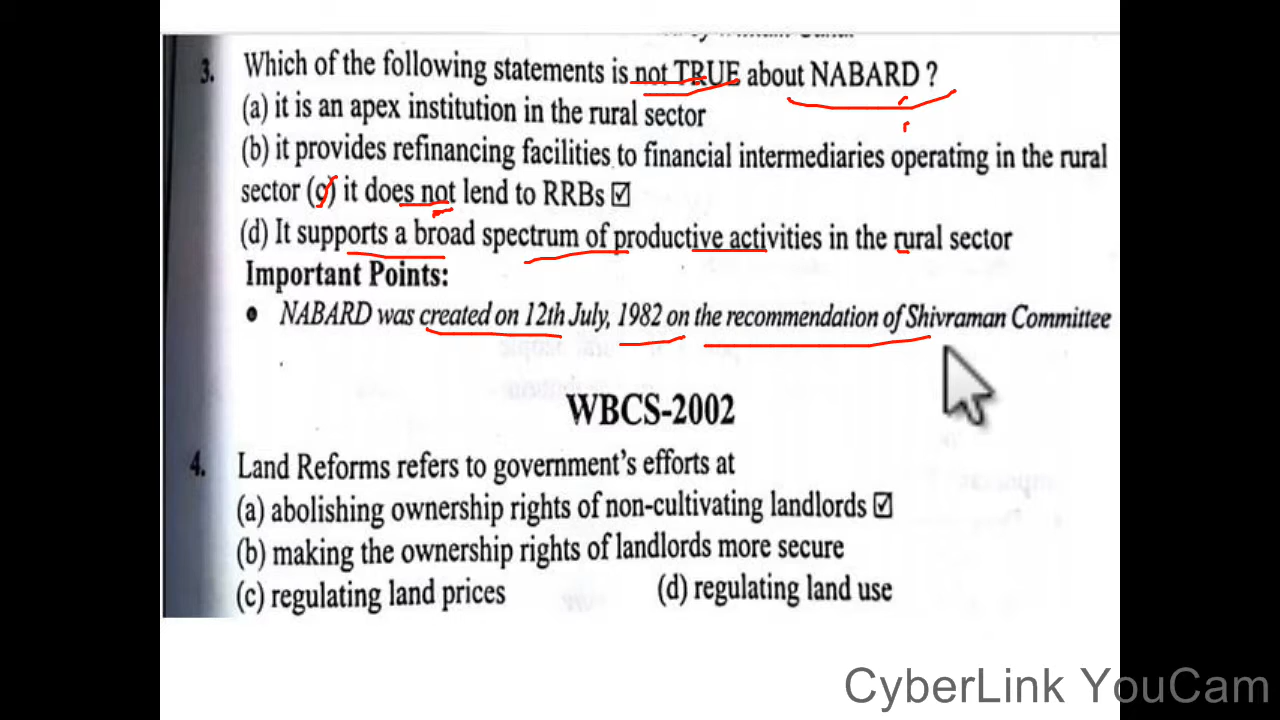 3. Which of the following statements is not TRUE about NABARD ?
(a) it is an apex institution in the rural sector
(b) it provides refinancing facilities to financial intermediaries operating in the rural
sector (c) it does not lend to RRBs ☑
(d) It supports a broad spectrum of productive activities in the rural sector
Important Points:
• NABARD was created on 12th July, 1982 on the recommendation of Shivraman Committee
WBCS-2002
4. Land Reforms refers to government's efforts at
(a) abolishing ownership rights of non-cultivating landlords ☑
(b) making the ownership rights of landlords more secure
(c) regulating land prices (d) regulating land use
CyberLink YouCam